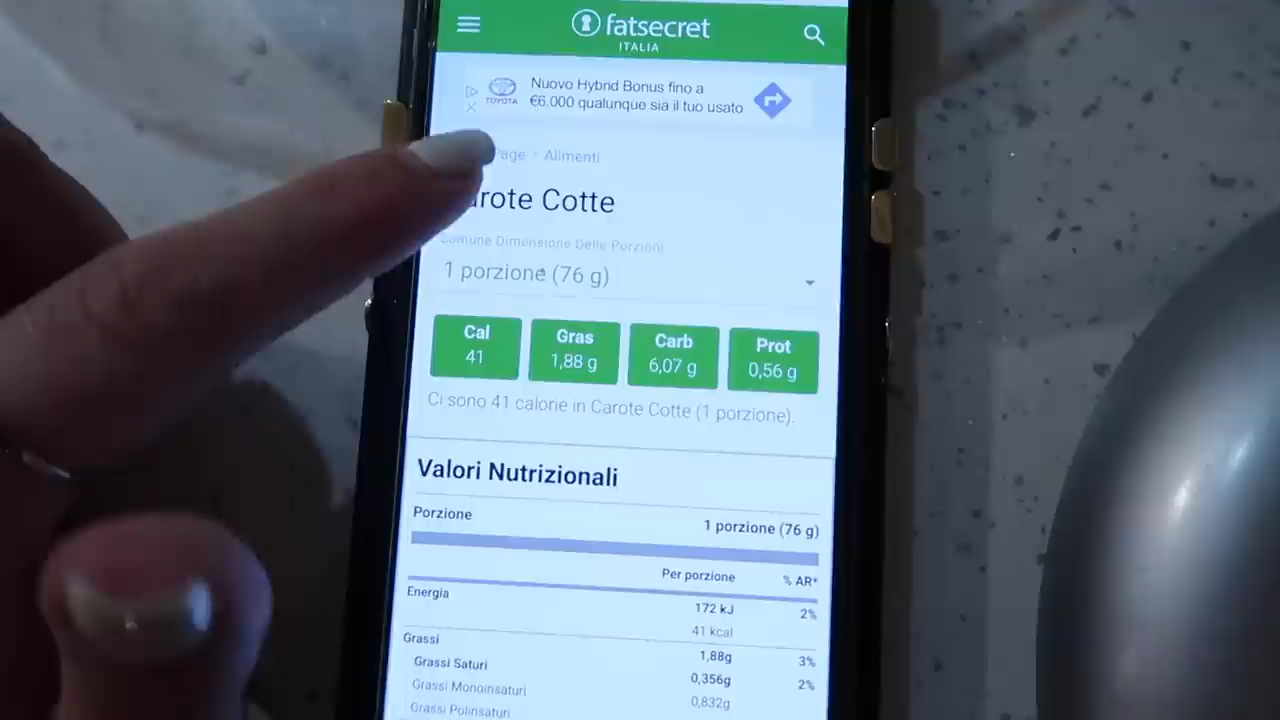 fatsecret
ITALIA
Nuovo Hybrid Bonus fino a
€6.000 qualunque sia il tuo usato
TOYOTA
Page › Alimenti
Carote Cotte
Comune Dimensione Delle Porzioni
1 porzione (76 g)
Cal Gras Carb Prot
41 1,88 g 6,07 g 0,56 g
Ci sono 41 calorie in Carote Cotte (1 porzione).
Valori Nutrizionali
Porzione 1 porzione (76 g)
Per porzione % AR*
Energia 172 kJ 2%
41 kcal
Grassi 1,88g 3%
Grassi Saturi 0,356g 2%
Grassi Monoinsaturi 0,832g
Grassi Polinsaturi